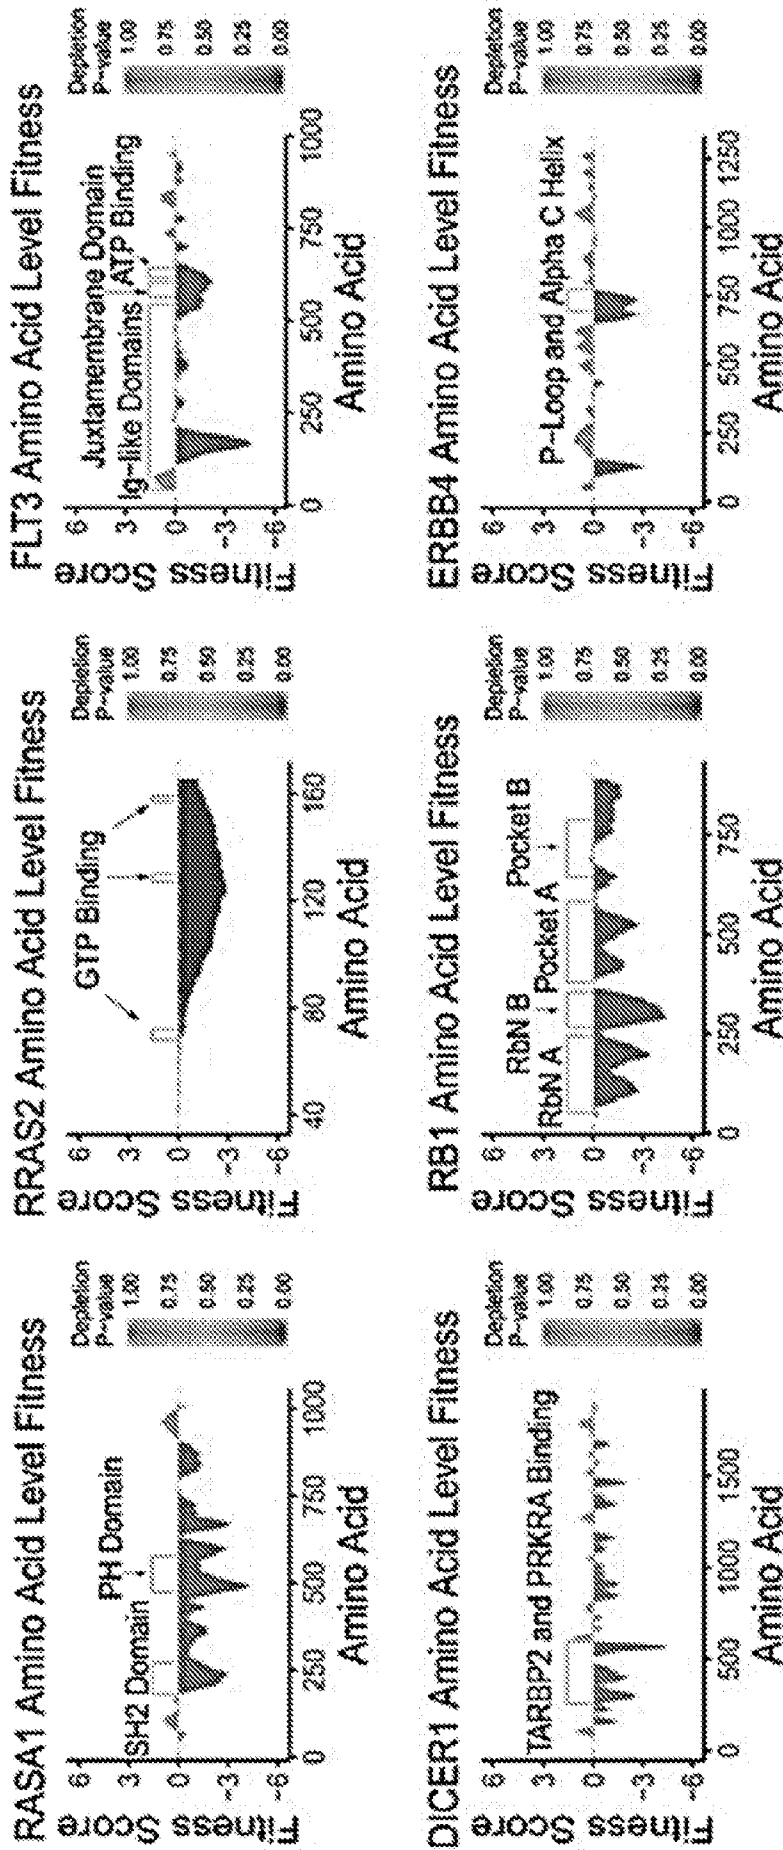 RASA1 Amino Acid Level Fitness
Fitness Score
6
3
0
-3
-6
SH2 Domain
PH Domain
0
250
500
750
1000
Amino Acid
Depletion
P-value
1.00
0.75
0.50
0.25
0.00
RRAS2 Amino Acid Level Fitness
Fitness Score
6
3
0
-3
-6
GTP Binding
40
80
120
160
Amino Acid
Depletion
P-value
1.00
0.75
0.50
0.25
0.00
FLT3 Amino Acid Level Fitness
Fitness Score
6
3
0
-3
-6
Juxtamembrane Domain
Ig-like Domains
ATP Binding
0
250
500
750
1000
Amino Acid
Depletion
P-value
1.00
0.75
0.50
0.25
0.00
DICER1 Amino Acid Level Fitness
Fitness Score
6
3
0
-3
-6
TARBP2 and PRKRA Binding
0
500
1000
1500
Amino Acid
Depletion
P-value
1.00
0.75
0.50
0.25
0.00
RB1 Amino Acid Level Fitness
Fitness Score
6
3
0
-3
-6
RbN B
RbN A
Pocket A
Pocket B
0
250
500
750
Amino Acid
Depletion
P-value
1.00
0.75
0.50
0.25
0.00
ERBB4 Amino Acid Level Fitness
Fitness Score
6
3
0
-3
-6
P-Loop and Alpha C Helix
0
250
500
750
1000
1250
Amino Acid
Depletion
P-value
1.00
0.75
0.50
0.25
0.00